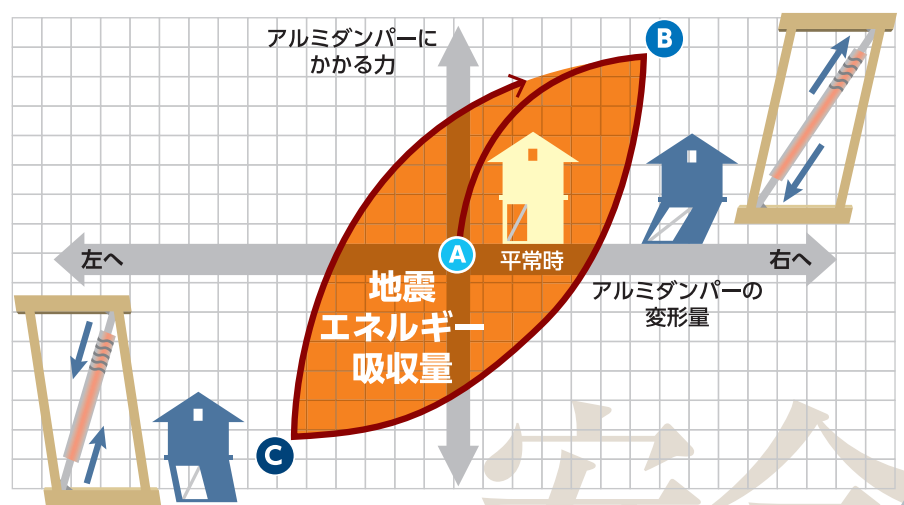 アルミダンパーに
かかる力
B
A
左へ
平常時
右へ
アルミダンパーの
変形量
地震
エネルギー
吸収量
C
安全